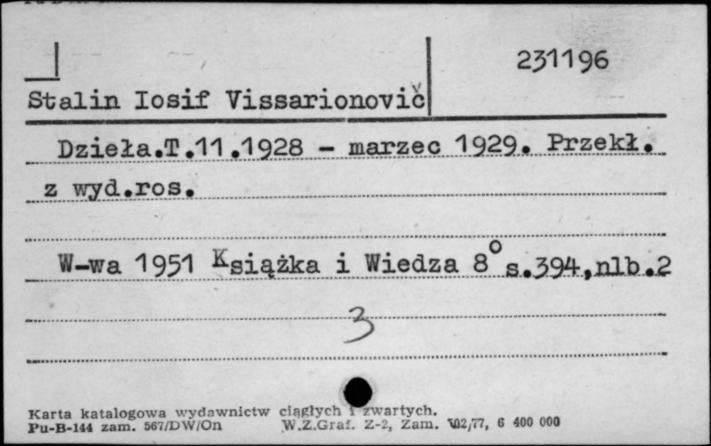 231196
Stalin Iosif Vissarionovič
Dzieła.T.11.1928 - marzec 1929. Przekł.
z wyd.ros.
W-wa 1951 Książka i Wiedza 8° s.394,nlb.2
3
Karta katalogowa wydawnictw ciągłych i zwartych.
Pu-B-144 zam. 567/DW/On W.Z.Graf. Z-2, Zam. 102/77, 6 400 000